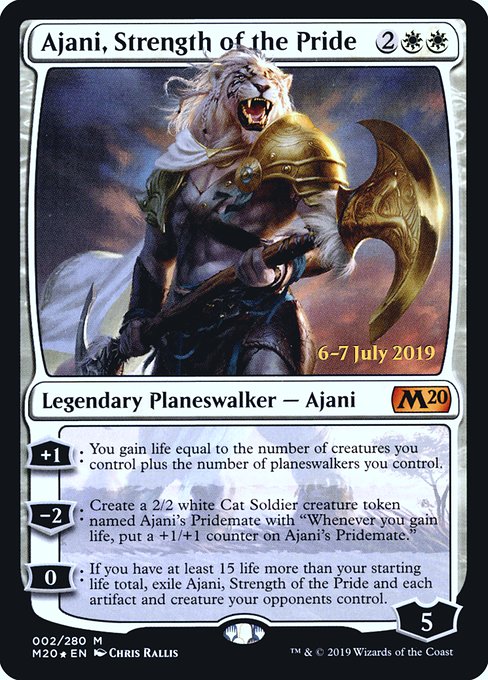 Ajani, Strength of the Pride 2
6-7 July 2019
Legendary Planeswalker — Ajani M20
+1 : You gain life equal to the number of creatures you
control plus the number of planeswalkers you control.
-2 : Create a 2/2 white Cat Soldier creature token
named Ajani's Pridemate with “Whenever you gain
life, put a +1/+1 counter on Ajani's Pridemate.”
0 : If you have at least 15 life more than your starting
life total, exile Ajani, Strength of the Pride and each
artifact and creature your opponents control.
5
002/280 M
M20★EN Chris Rallis
™ & © 2019 Wizards of the Coast